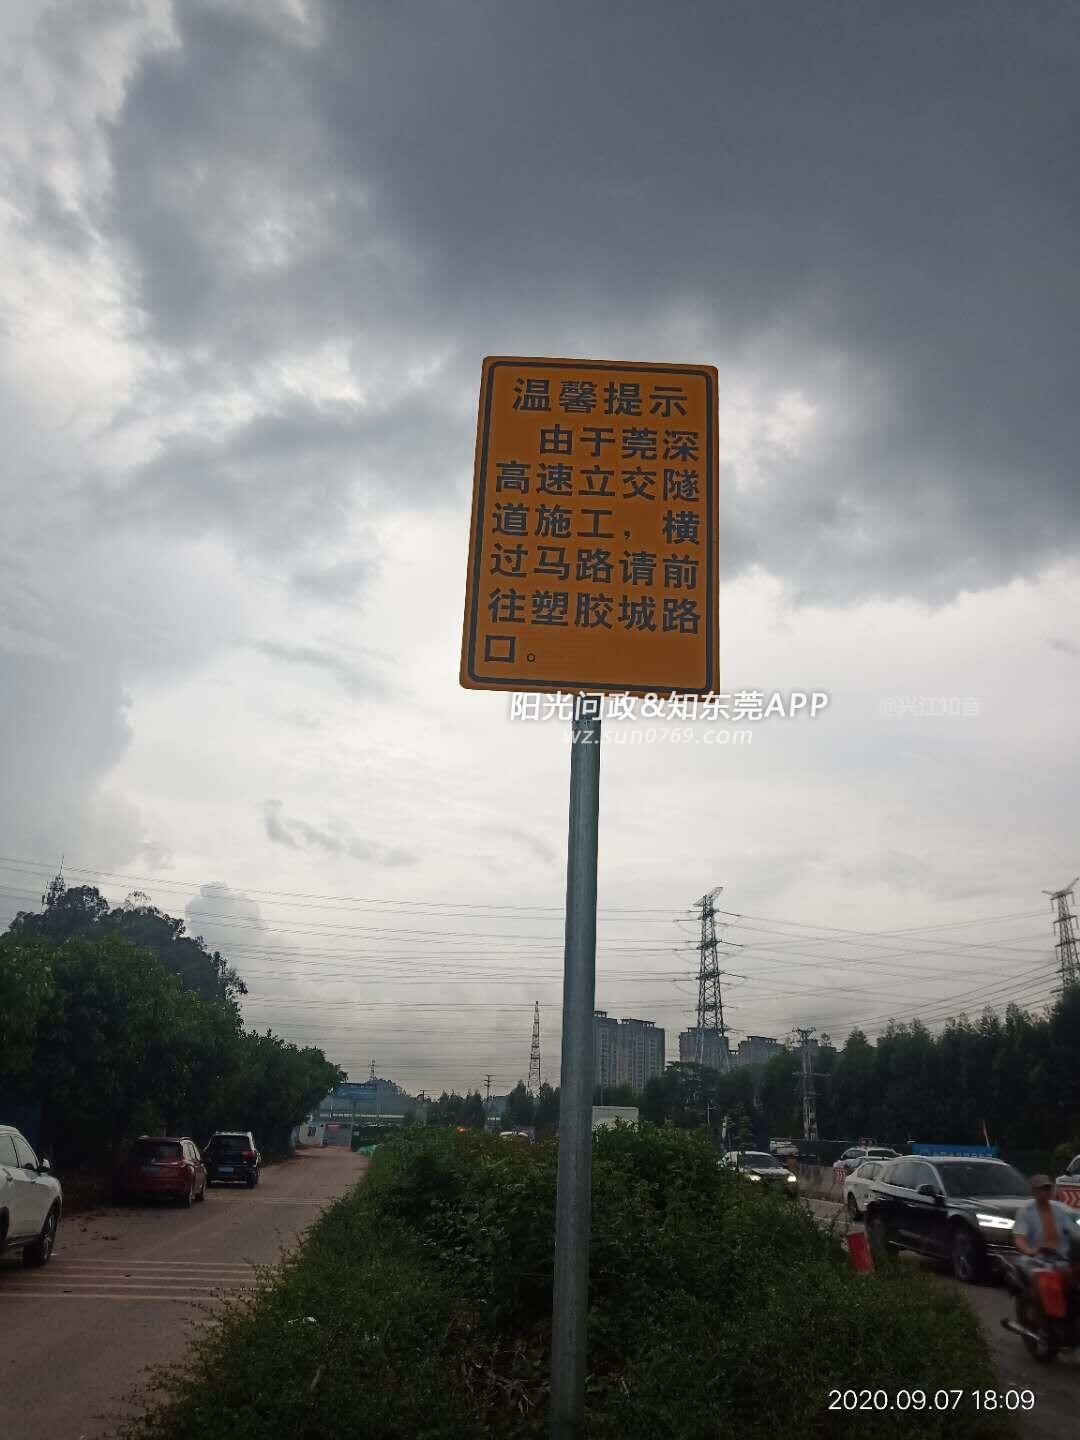 温馨提示
由于莞深
高速立交隧
道施工，横
过马路请前
往塑胶城路
口。
阳光问政&知东莞APP
wz.sun0769.com
@兴江知音
2020.09.07 18:09